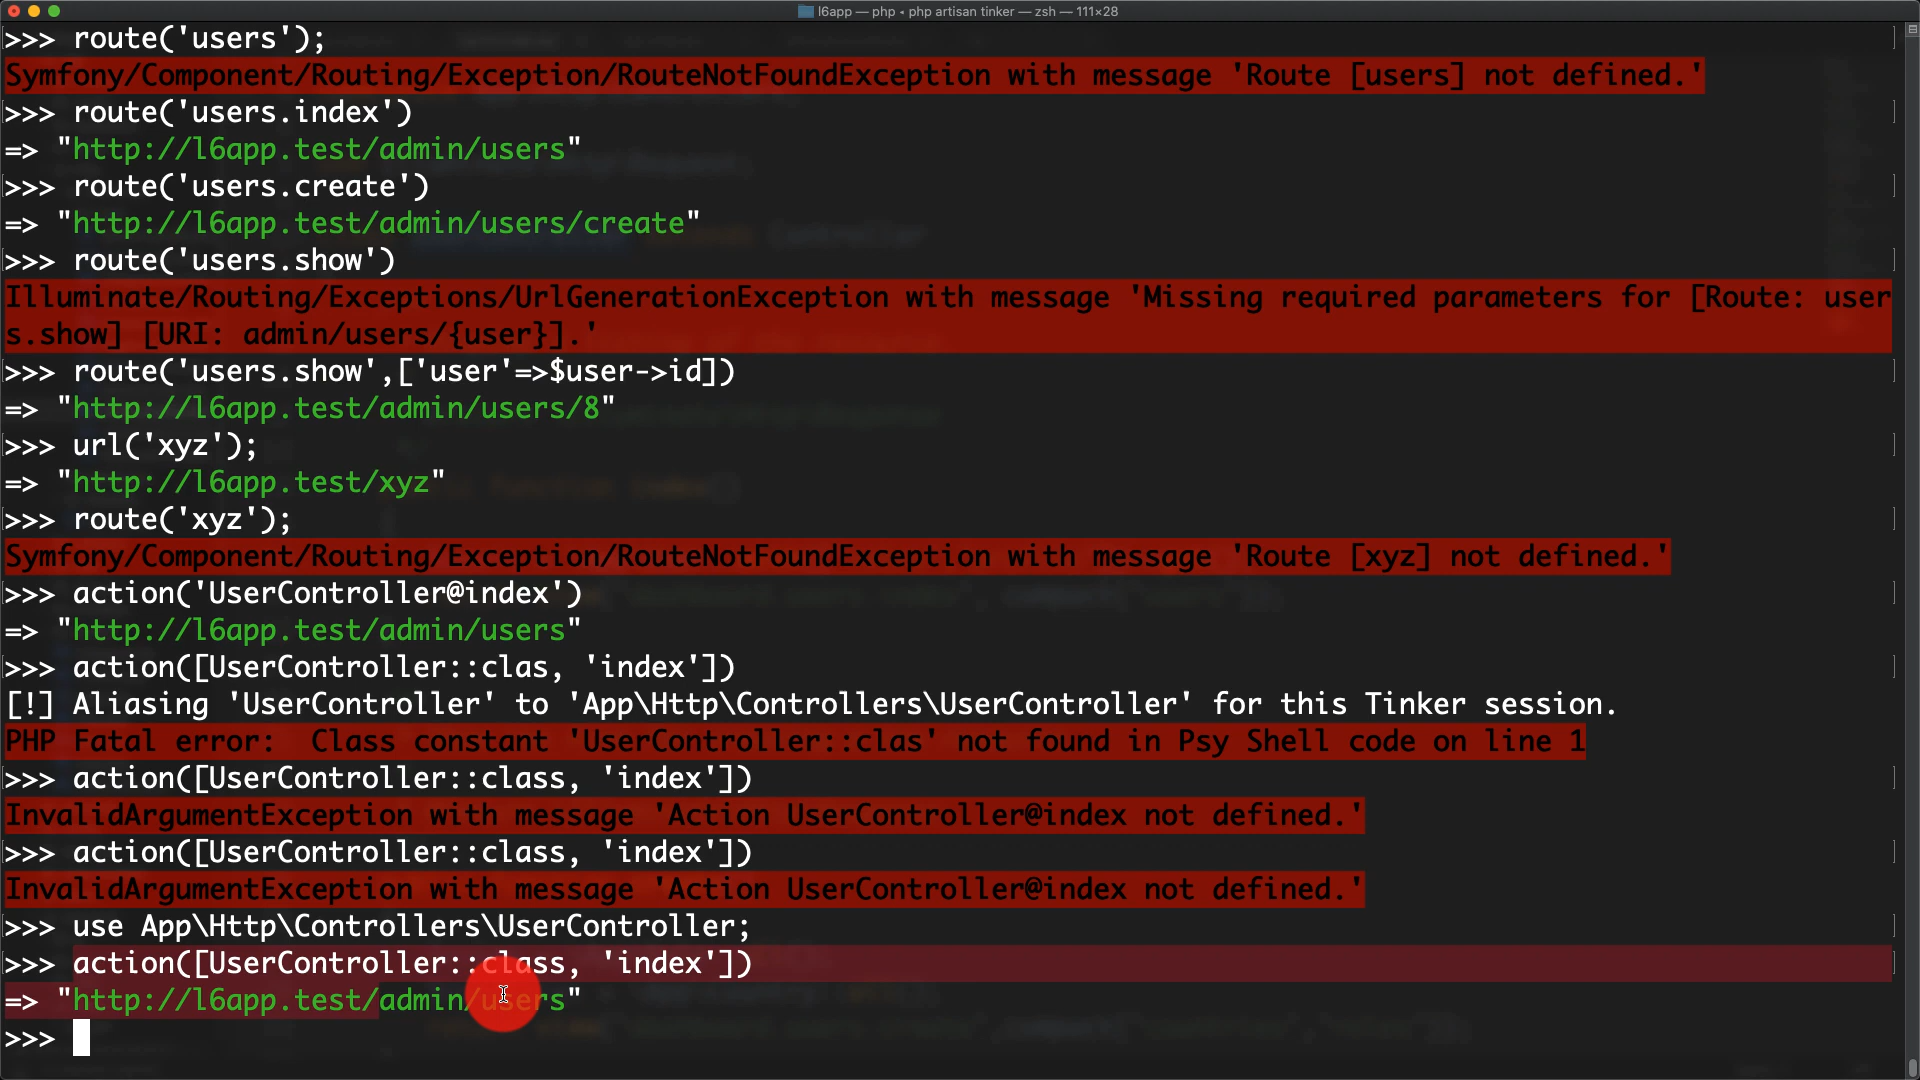 l6app — php ◂ php artisan tinker — zsh — 111×28
>>> route('users');
Symfony/Component/Routing/Exception/RouteNotFoundException with message 'Route [users] not defined.'
>>> route('users.index')
=> "http://l6app.test/admin/users"
>>> route('users.create')
=> "http://l6app.test/admin/users/create"
>>> route('users.show')
Illuminate/Routing/Exceptions/UrlGenerationException with message 'Missing required parameters for [Route: user
s.show] [URI: admin/users/{user}].'
>>> route('users.show',['user'=>$user->id])
=> "http://l6app.test/admin/users/8"
>>> url('xyz');
=> "http://l6app.test/xyz"
>>> route('xyz');
Symfony/Component/Routing/Exception/RouteNotFoundException with message 'Route [xyz] not defined.'
>>> action('UserController@index')
=> "http://l6app.test/admin/users"
>>> action([UserController::clas, 'index'])
[!] Aliasing 'UserController' to 'App\Http\Controllers\UserController' for this Tinker session.
PHP Fatal error:  Class constant 'UserController::clas' not found in Psy Shell code on line 1
>>> action([UserController::class, 'index'])
InvalidArgumentException with message 'Action UserController@index not defined.'
>>> action([UserController::class, 'index'])
InvalidArgumentException with message 'Action UserController@index not defined.'
>>> use App\Http\Controllers\UserController;
>>> action([UserController::class, 'index'])
=> "http://l6app.test/admin/users"
>>>